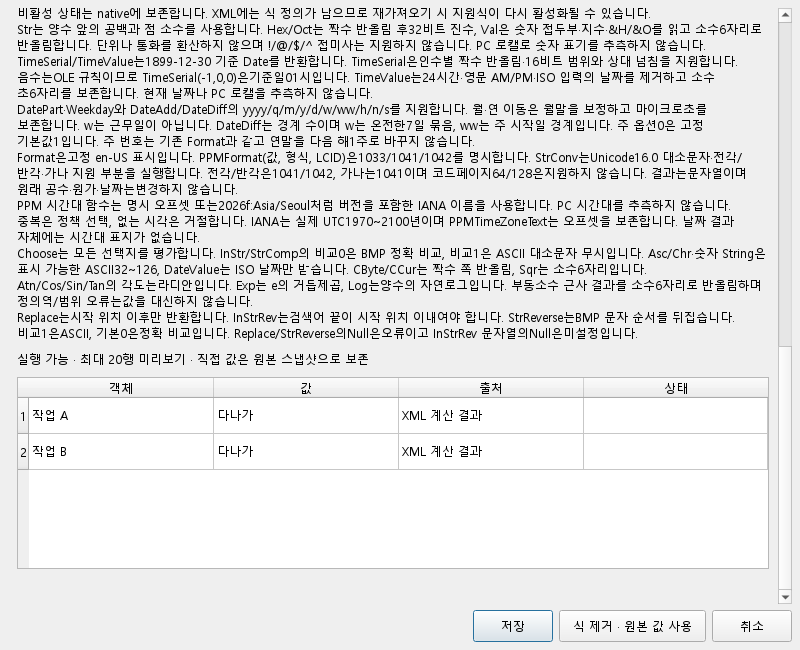 비활성 상태는 native에 보존합니다. XML에는 식 정의가 남으므로 재가져오기 시 지원식이 다시 활성화될 수 있습니다.
Str는 양수 앞의 공백과 점 소수를 사용합니다. Hex/Oct는 짝수 반올림 후32비트 진수, Val은 숫자 접두부·지수·&H/&O를 읽고 소수6자리로
반올림합니다. 단위나 통화를 환산하지 않으며 !/@/$/^ 접미사는 지원하지 않습니다. PC 로캘로 숫자 표기를 추측하지 않습니다.
TimeSerial/TimeValue는1899-12-30 기준 Date를 반환합니다. TimeSerial은인수별 짝수 반올림·16비트 범위와 상대 넘침을 지원합니다.
음수는OLE 규칙이므로 TimeSerial(-1,0,0)은기준일01시입니다. TimeValue는24시간·영문 AM/PM·ISO 입력의 날짜를 제거하고 소수
초6자리를 보존합니다. 현재 날짜나 PC 로캘을 추측하지 않습니다.
DatePart·Weekday와 DateAdd/DateDiff의 yyyy/q/m/y/d/w/ww/h/n/s를 지원합니다. 월·연 이동은 월말을 보정하고 마이크로초를
보존합니다. w는 근무일이 아닙니다. DateDiff는 경계 수이며 w는 온전한7일 묶음, ww는 주 시작일 경계입니다. 주 옵션0은 고정
기본값1입니다. 주 번호는 기존 Format과 같고 연말을 다음 해1주로 바꾸지 않습니다.
Format은고정 en-US 표시입니다. PPMFormat(값, 형식, LCID)은1033/1041/1042를 명시합니다. StrConv는Unicode16.0 대소문자·전각/
반각·가나 지원 부분을 실행합니다. 전각/반각은1041/1042, 가나는1041이며 코드페이지64/128은지원하지 않습니다. 결과는문자열이며
원래 공수·원가·날짜는변경하지 않습니다.
PPM 시간대 함수는 명시 오프셋 또는2026f:Asia/Seoul처럼 버전을 포함한 IANA 이름을 사용합니다. PC 시간대를 추측하지 않습니다.
중복은 정책 선택, 없는 시각은 거절합니다. IANA는 실제 UTC1970~2100년이며 PPMTimeZoneText는 오프셋을 보존합니다. 날짜 결과
자체에는 시간대 표지가 없습니다.
Choose는 모든 선택지를 평가합니다. InStr/StrComp의 비교0은 BMP 정확 비교, 비교1은 ASCII 대소문자 무시입니다. Asc/Chr·숫자 String은
표시 가능한 ASCII32~126, DateValue는 ISO 날짜만 받습니다. CByte/CCur는 짝수 쪽 반올림, Sqr는 소수6자리입니다.
Atn/Cos/Sin/Tan의 각도는라디안입니다. Exp는 e의 거듭제곱, Log는양수의 자연로그입니다. 부동소수 근사 결과를 소수6자리로 반올림하며
정의역/범위 오류는값을 대신하지 않습니다.
Replace는시작 위치 이후만 반환합니다. InStrRev는검색어 끝이 시작 위치 이내여야 합니다. StrReverse는BMP 문자 순서를 뒤집습니다.
비교1은ASCII, 기본0은정확 비교입니다. Replace/StrReverse의Null은오류이고 InStrRev 문자열의Null은미설정입니다.
실행 가능 · 최대 20행 미리보기 · 직접 값은 원본 스냅샷으로 보존
객체 값 출처 상태
1 작업 A 다나가 XML 계산 결과
2 작업 B 다나가 XML 계산 결과
저장 식 제거 · 원본 값 사용 취소